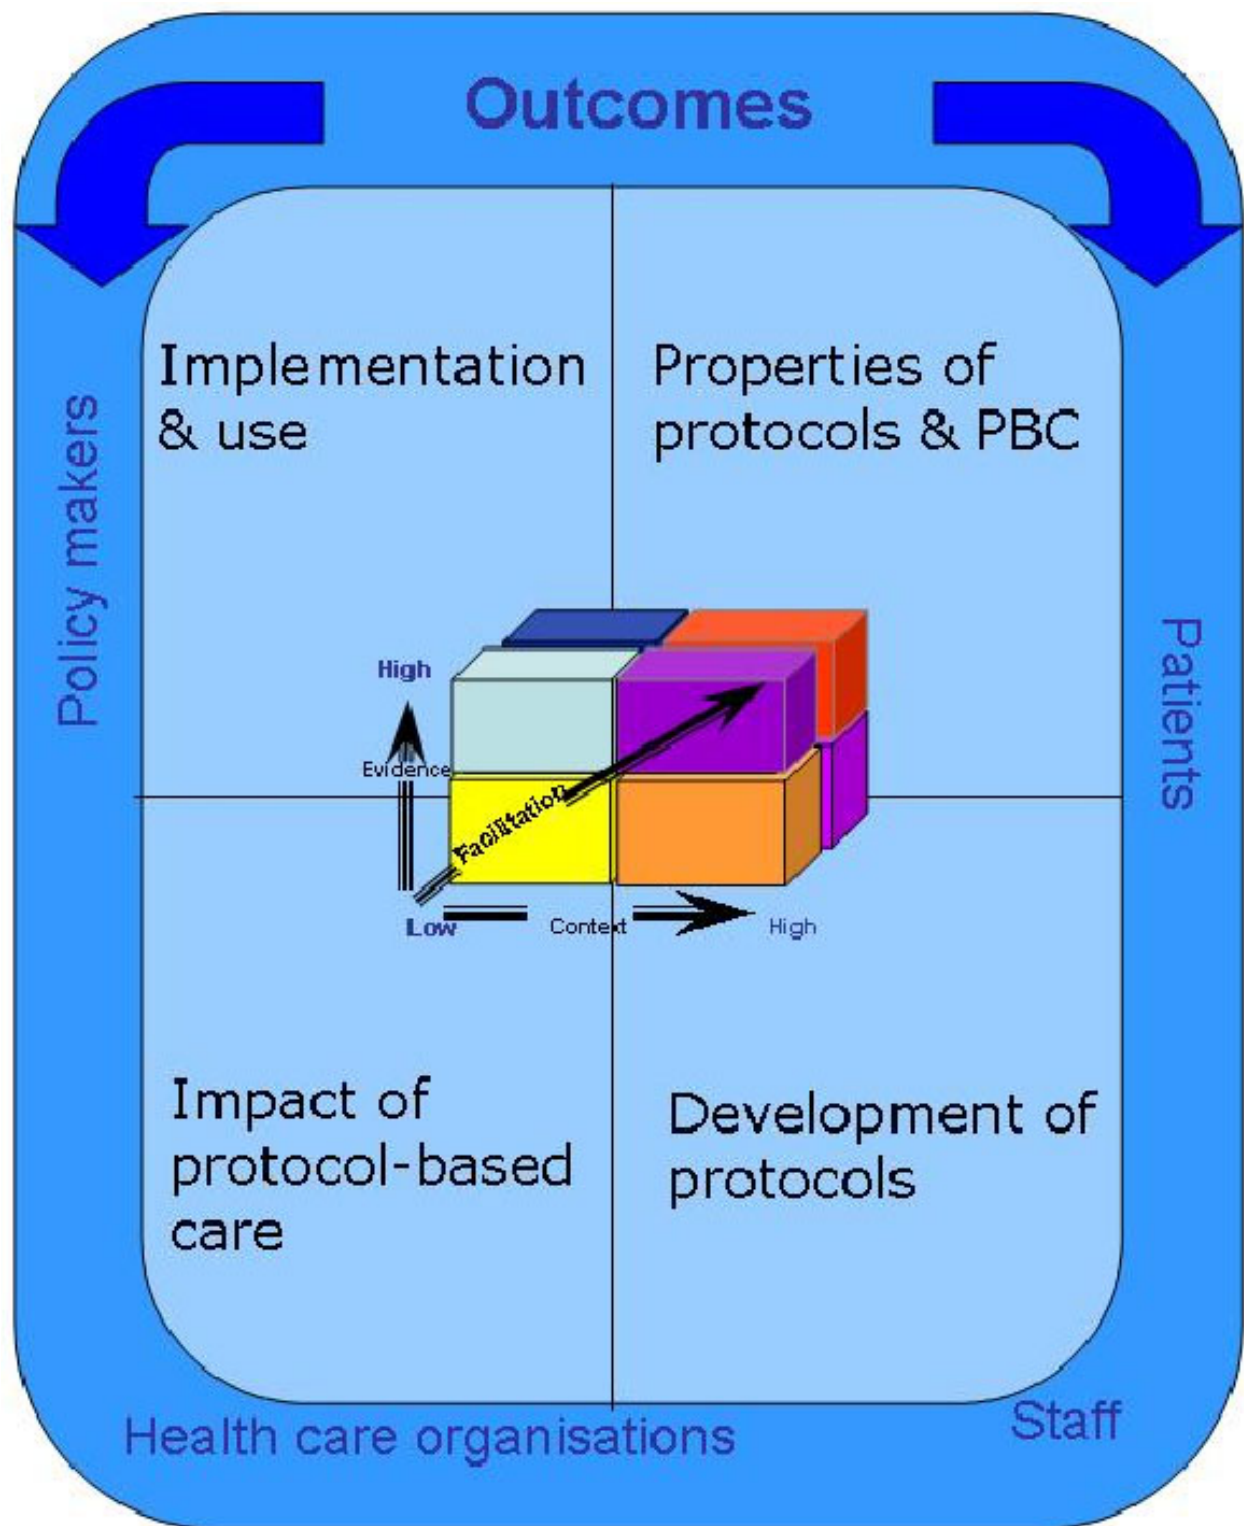 Outcomes
Implementation
& use
Properties of
protocols & PBC
Policy makers
Patients
High
Evidence
Facilitation
Low
Context
High
Impact of
protocol-based
care
Development of
protocols
Health care organisations
Staff